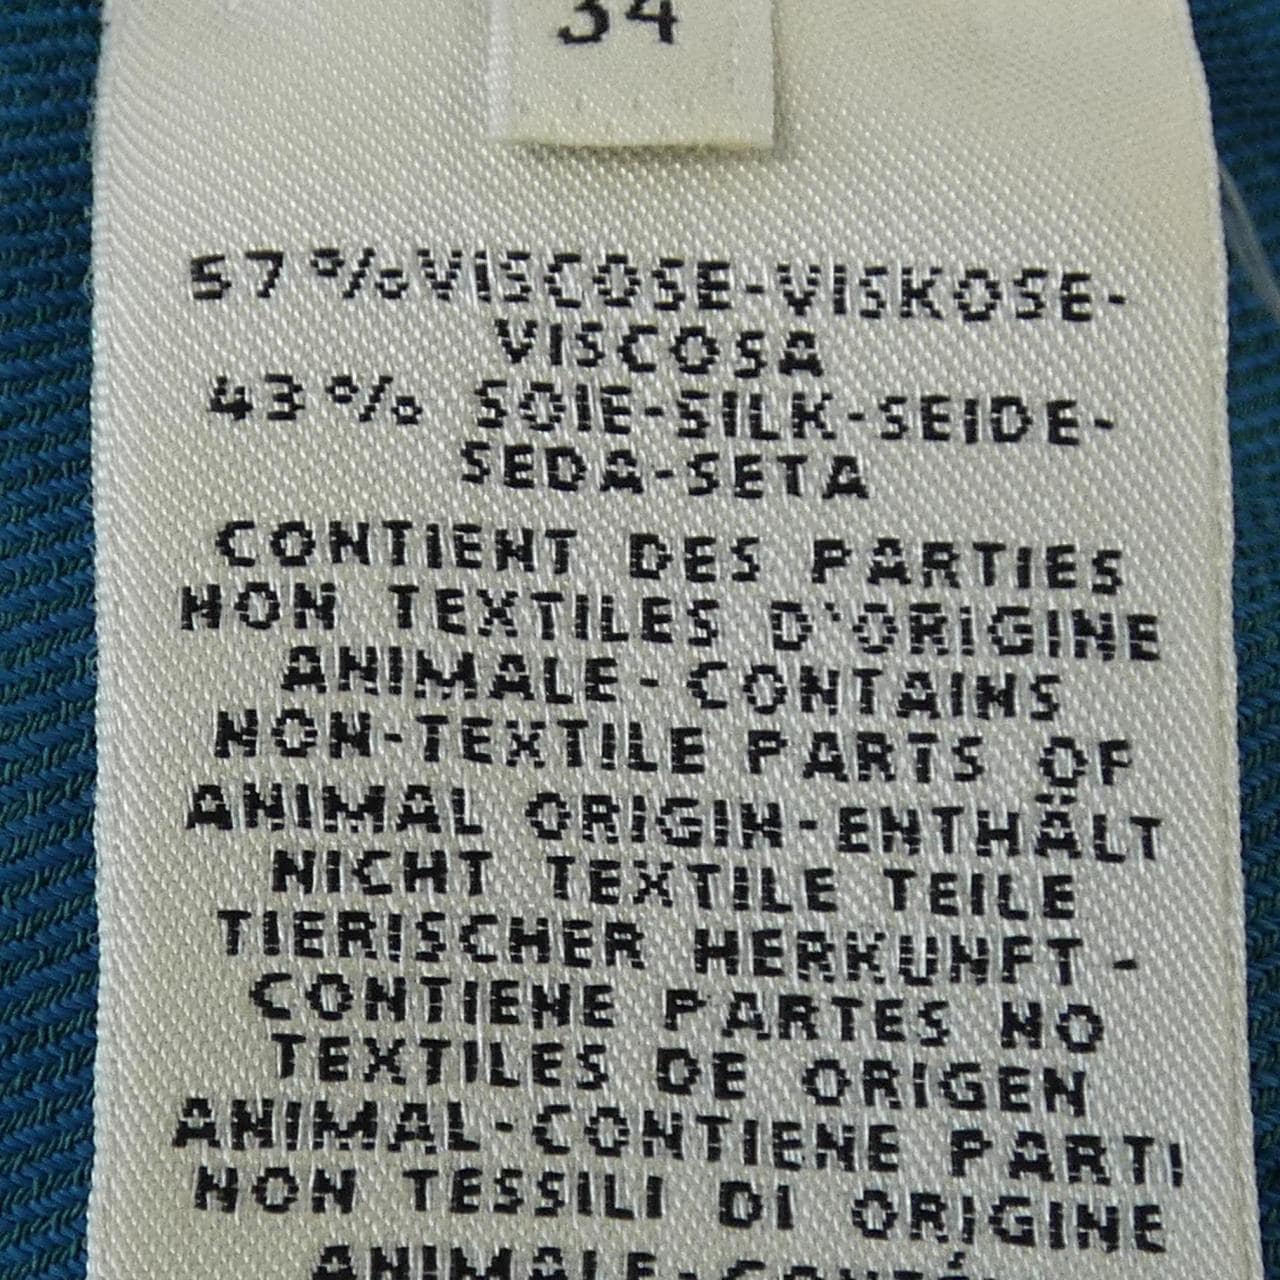 34
57%VISCOSE-VISKOSE-
VISCOSA
43% SOIE-SILK-SEIDE-
SEDA-SETA
CONTIENT DES PARTIES
NON TEXTILES D'ORIGINE
ANIMALE-CONTAINS
NON-TEXTILE PARTS OF
ANIMAL ORIGIN-ENTHÄLT
NICHT TEXTILE TEILE
TIERISCHER HERKUNFT-
CONTIENE PARTES NO
TEXTILES DE ORIGEN
ANIMAL-CONTIENE PARTI
NON TESSILI DI ORIGINE
ANIMALE-CONTÉM